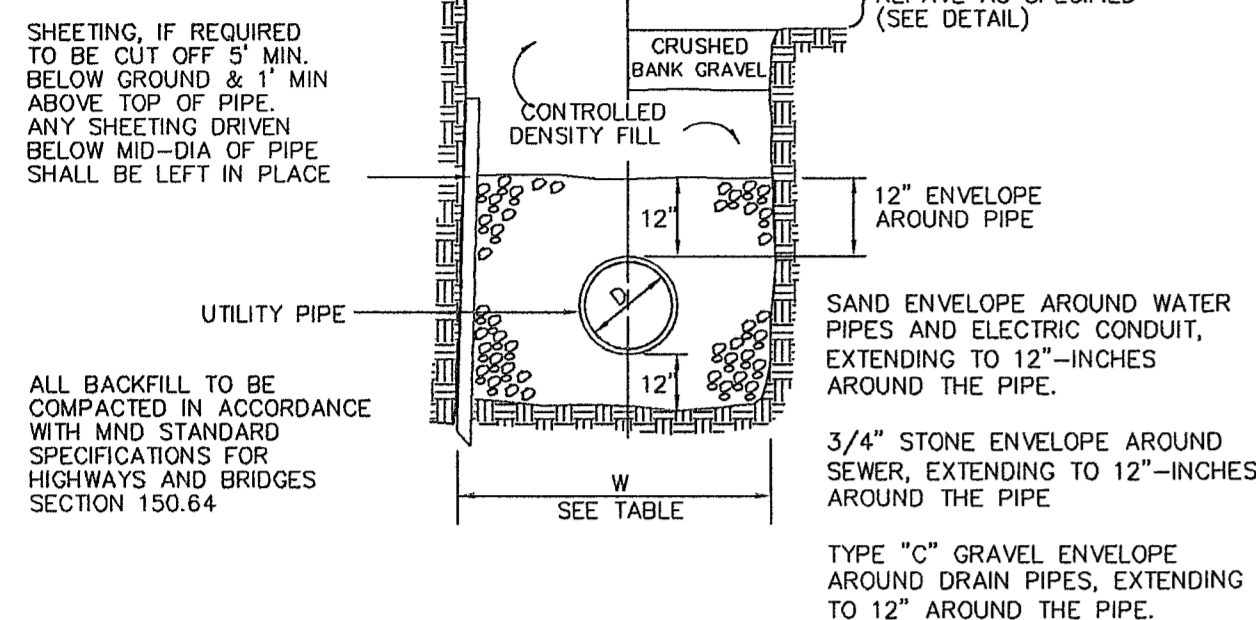 SHEETING, IF REQUIRED
TO BE CUT OFF 5' MIN.
BELOW GROUND & 1' MIN
ABOVE TOP OF PIPE.
ANY SHEETING DRIVEN
BELOW MID-DIA OF PIPE
SHALL BE LEFT IN PLACE
AS SPECIFIED
(SEE DETAIL)
CRUSHED
BANK GRAVEL
CONTROLLED
DENSITY FILL
12"
12" ENVELOPE
AROUND PIPE
D
UTILITY PIPE
12"
ALL BACKFILL TO BE
COMPACTED IN ACCORDANCE
WITH MND STANDARD
SPECIFICATIONS FOR
HIGHWAYS AND BRIDGES
SECTION 150.64
W
SEE TABLE
SAND ENVELOPE AROUND WATER
PIPES AND ELECTRIC CONDUIT,
EXTENDING TO 12"-INCHES
AROUND THE PIPE.
3/4" STONE ENVELOPE AROUND
SEWER, EXTENDING TO 12"-INCHES
AROUND THE PIPE
TYPE "C" GRAVEL ENVELOPE
AROUND DRAIN PIPES, EXTENDING
TO 12" AROUND THE PIPE.